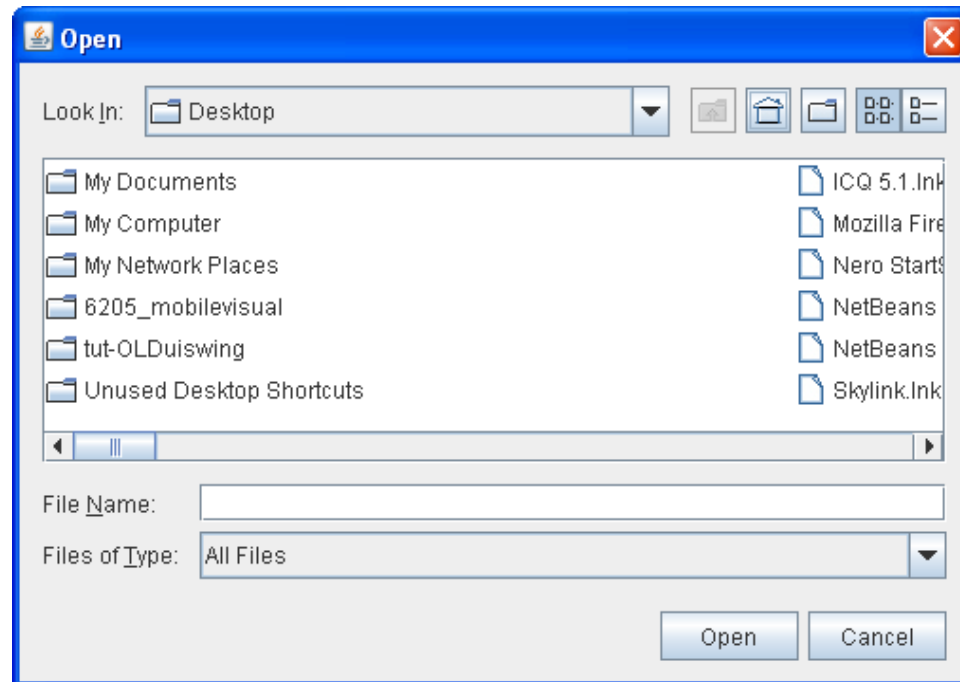 Open
Look In: Desktop
My Documents
My Computer
My Network Places
6205_mobilevisual
tut-OLDuiswing
Unused Desktop Shortcuts
ICQ 5.1.lnk
Mozilla Fire
Nero StartS
NetBeans
NetBeans
Skylink.lnk
File Name:
Files of Type: All Files
Open Cancel